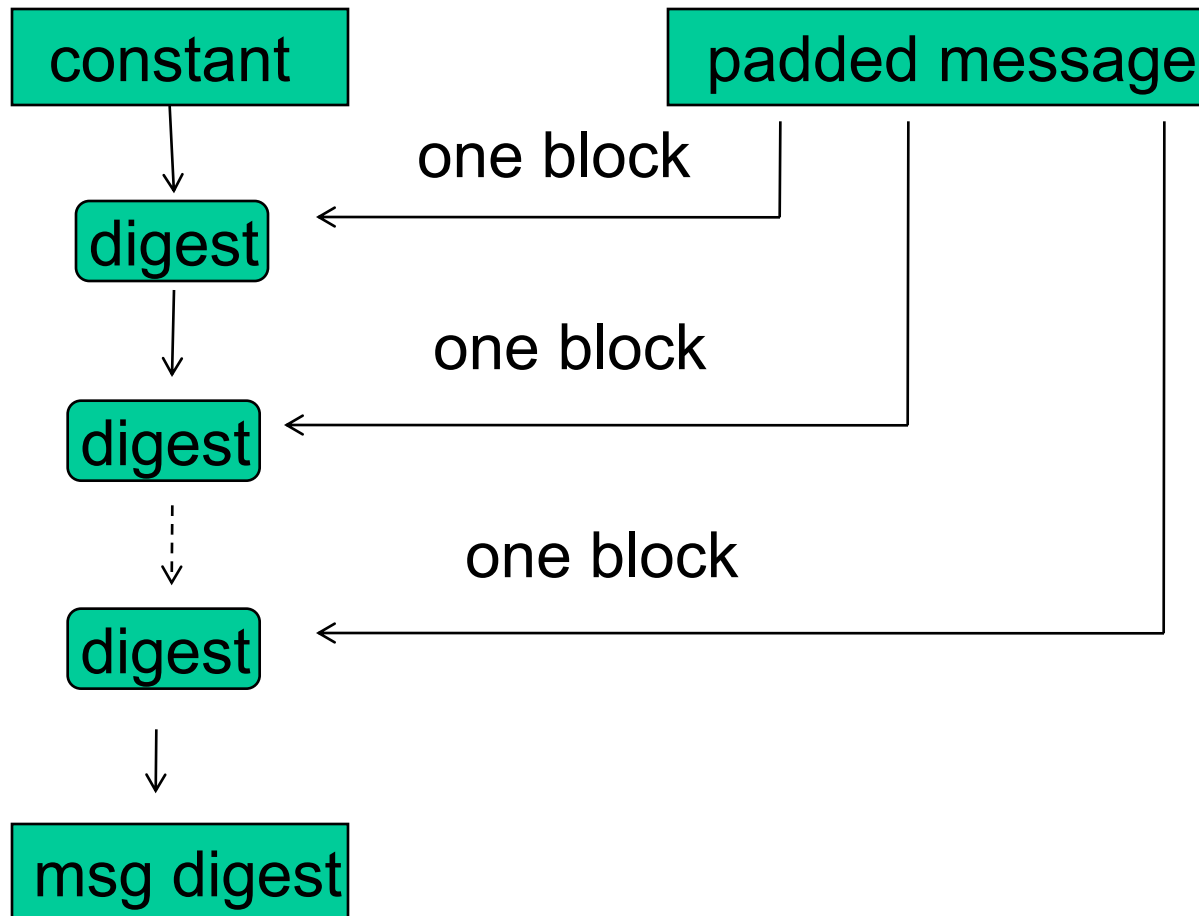 constant
padded message
one block
digest
one block
digest
one block
digest
msg digest